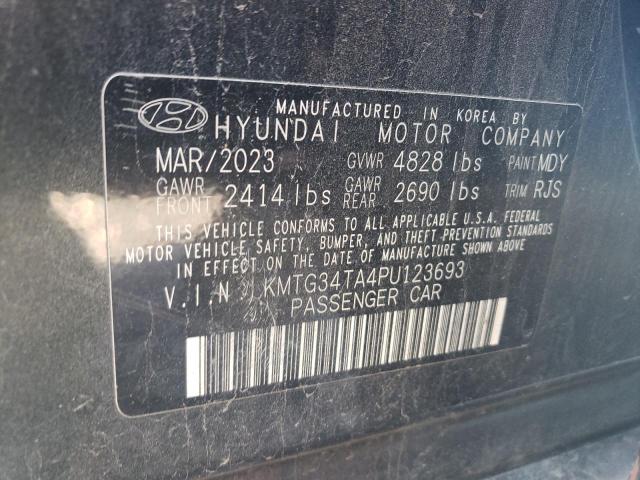 MANUFACTURED IN KOREA BY
HYUNDAI MOTOR COMPANY
MAR/2023 GVWR 4828 lbs PAINT MDY
GAWR FRONT 2414 lbs GAWR REAR 2690 lbs TRIM RJS
THIS VEHICLE CONFORMS TO ALL APPLICABLE U.S.A. FEDERAL
MOTOR VEHICLE SAFETY, BUMPER, AND THEFT PREVENTION STANDARDS
IN EFFECT ON THE DATE OF MANUFACTURE SHOWN ABOVE.
V.I.N KMTG34TA4PU123693
PASSENGER CAR